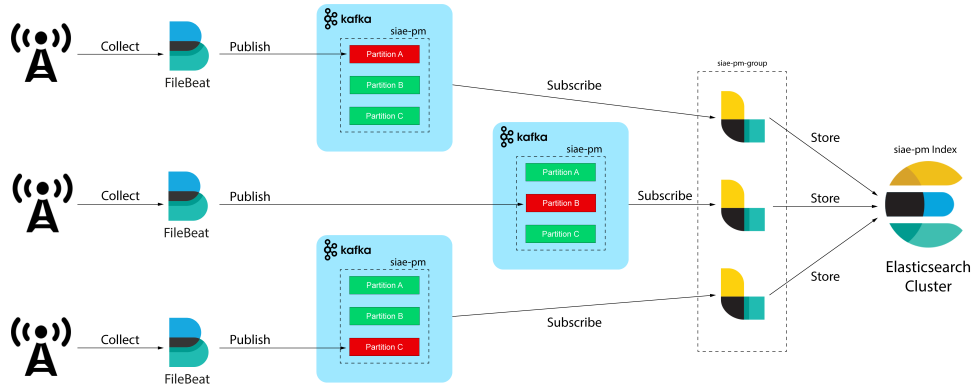 kafka
siae-pm
Collect
Publish
Partition A
FileBeat
Partition B
Partition C
Subscribe
siae-pm-group
kafka
siae-pm
Store
siae-pm Index
Partition A
Collect
Publish
Partition B
Subscribe
Store
FileBeat
Partition C
kafka
siae-pm
Elasticsearch
Cluster
Partition A
Store
Partition B
Subscribe
Collect
Publish
Partition C
FileBeat